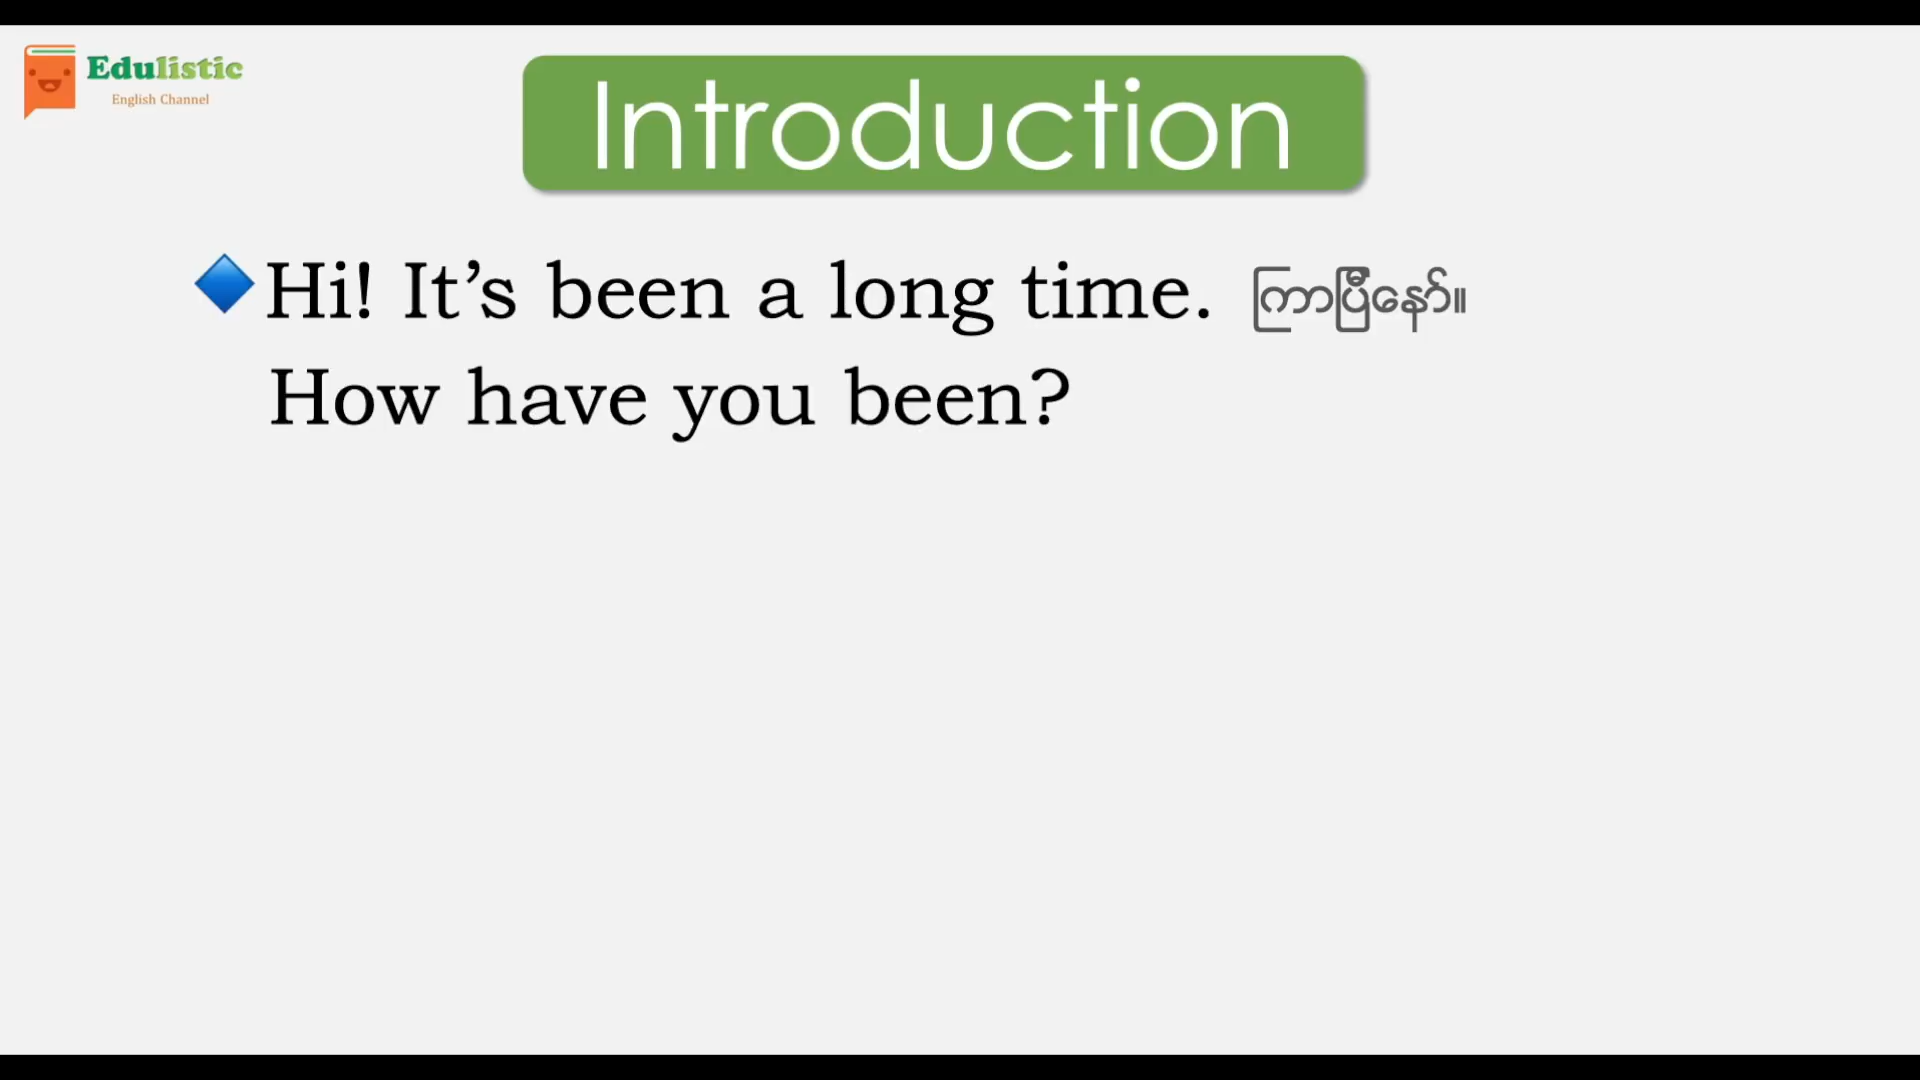 Edulistic
English Channel
Introduction
Hi! It’s been a long time. ကြာပြီနော်။
How have you been?